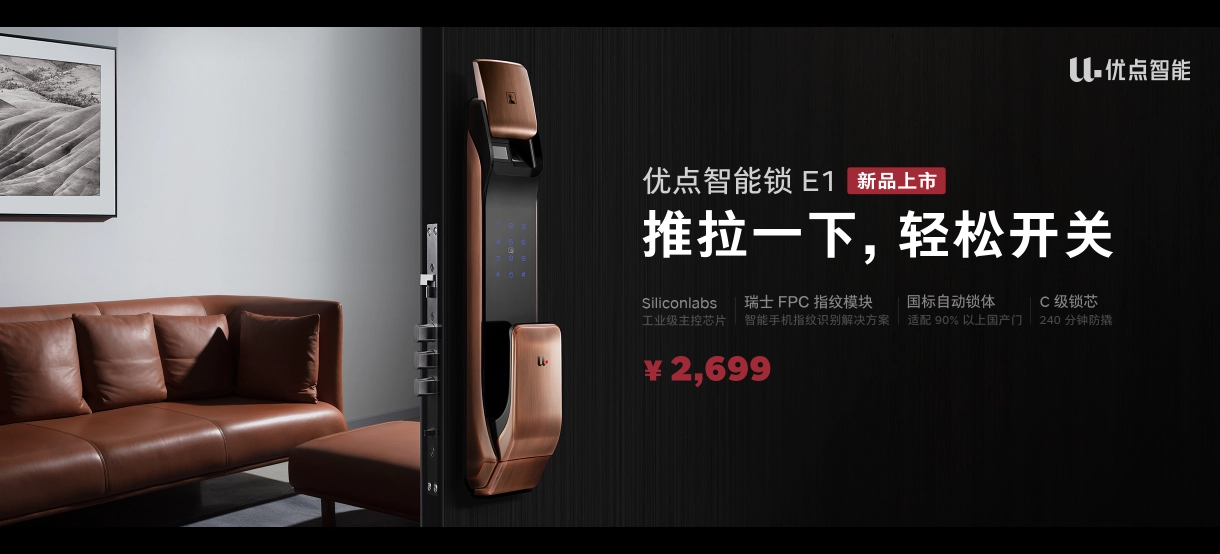 优点智能
优点智能锁 E1 新品上市
推拉一下，轻松开关
Siliconlabs 瑞士 FPC 指纹模块 国标自动锁体 C 级锁芯
工业级主控芯片 智能手机指纹识别解决方案 适配 90% 以上国产门 240 分钟防撬
¥ 2,699